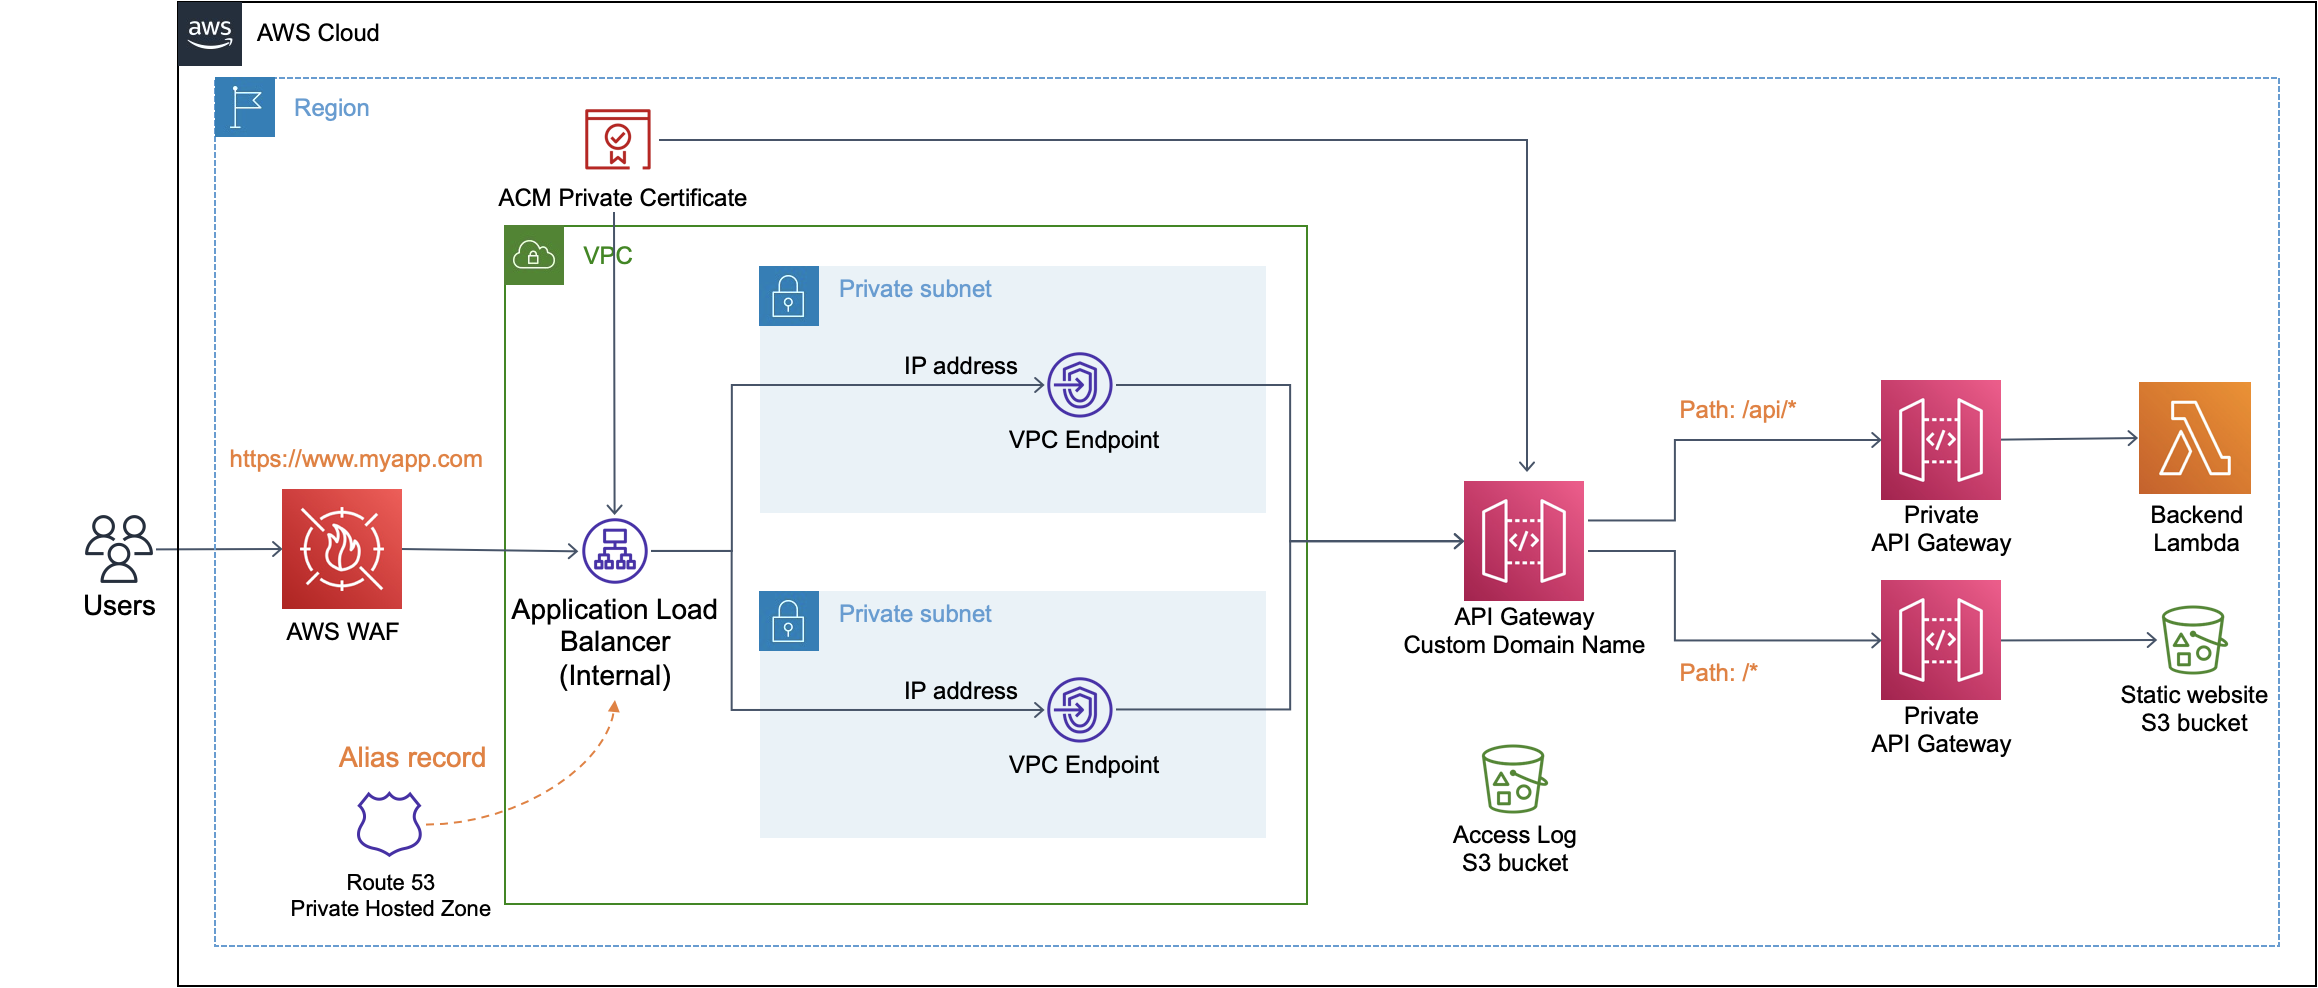 aws
AWS Cloud
Region
ACM Private Certificate
VPC
Private subnet
IP address
VPC Endpoint
https://www.myapp.com
Users
AWS WAF
Application Load
Balancer
(Internal)
Private subnet
IP address
VPC Endpoint
Alias record
Route 53
Private Hosted Zone
API Gateway
Custom Domain Name
Path: /api/*
Private
API Gateway
Backend
Lambda
Path: /*
Private
API Gateway
Static website
S3 bucket
Access Log
S3 bucket